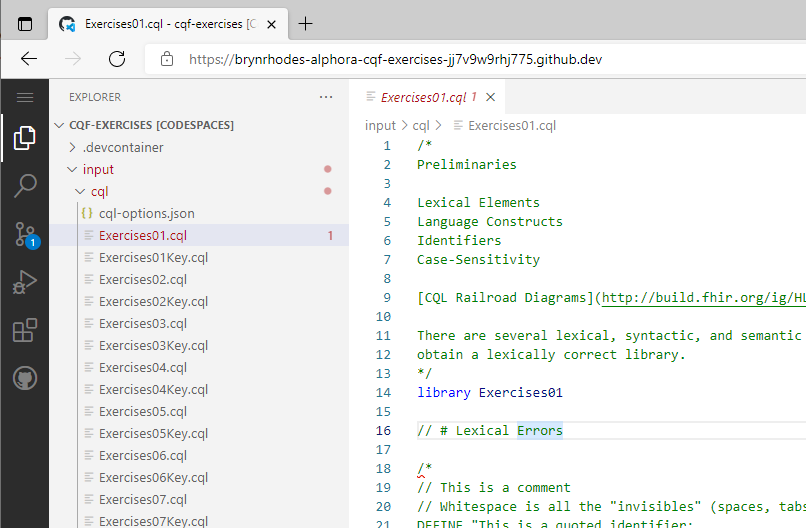 Exercises01.cql - cqf-exercises [C
https://brynrhodes-alphora-cqf-exercises-jj7v9w9rhj775.github.dev
EXPLORER
Exercises01.cql 1
CQF-EXERCISES [CODESPACES]
.devcontainer
input
cql
{} cql-options.json
Exercises01.cql 1
Exercises01Key.cql
Exercises02.cql
Exercises02Key.cql
Exercises03.cql
Exercises03Key.cql
Exercises04.cql
Exercises04Key.cql
Exercises05.cql
Exercises05Key.cql
Exercises06.cql
Exercises06Key.cql
Exercises07.cql
Exercises07Key.cql
1
input > cql > Exercises01.cql
1 /*
2 Preliminaries
3
4 Lexical Elements
5 Language Constructs
6 Identifiers
7 Case-Sensitivity
8
9 [CQL Railroad Diagrams](http://build.fhir.org/ig/HL
10
11 There are several lexical, syntactic, and semantic
12 obtain a lexically correct library.
13 */
14 library Exercises01
15
16 // # Lexical Errors
17
18 /*
19 // This is a comment
20 // Whitespace is all the "invisibles" (spaces, tabs
21 DEFINE "This is a quoted identifier: